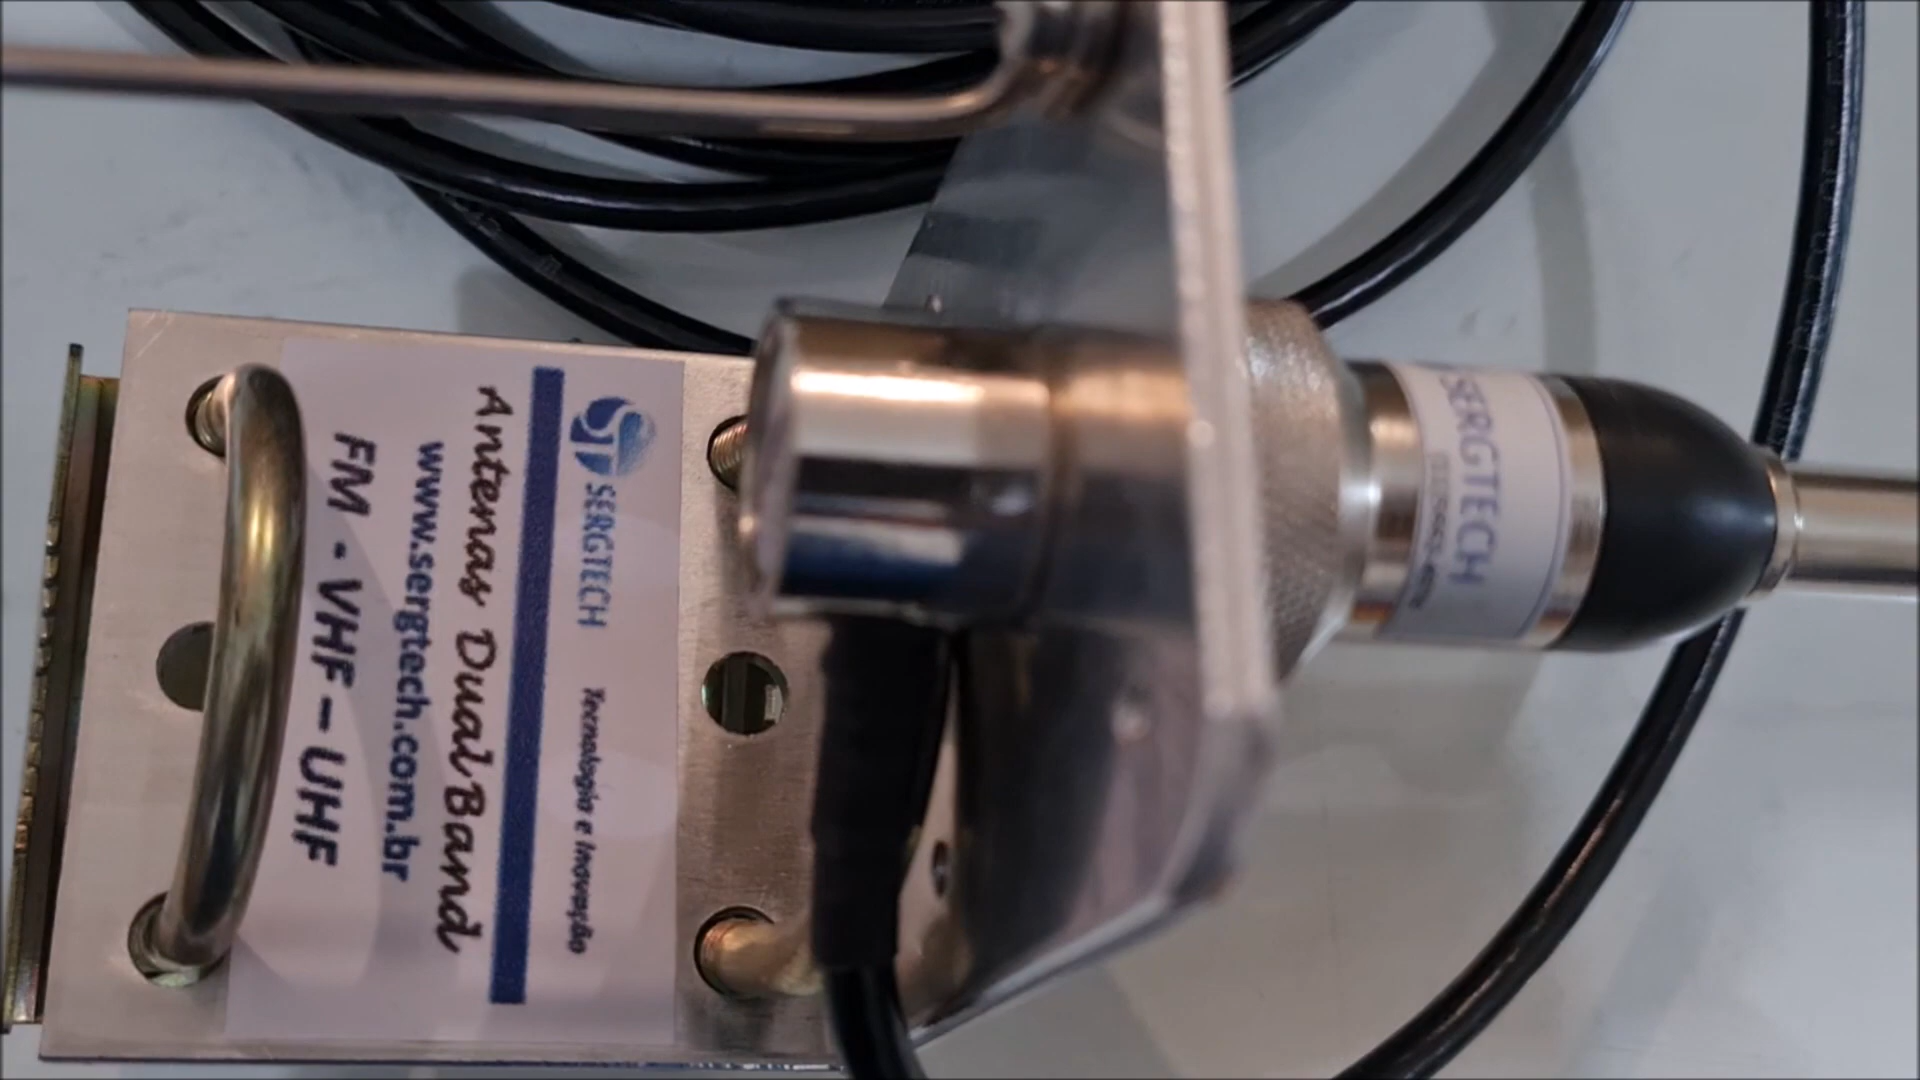 SERGTECH
Tecnologia e Inovação
Antenas Dual Band
www.sergtech.com.br
FM - VHF – UHF
SERGTECH